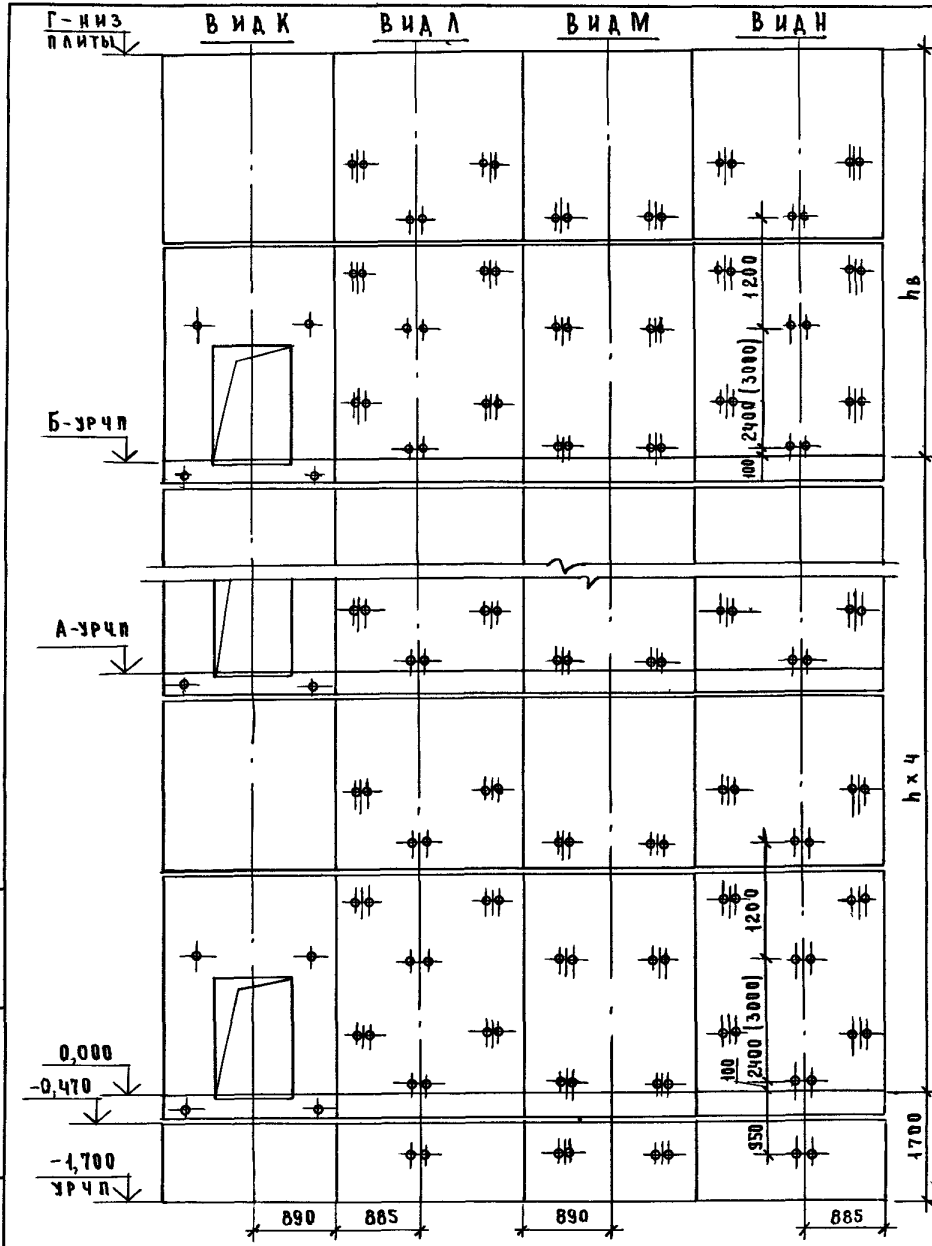 Г-НИЗ
ПЛИТЫ
ВИД К
ВИД Л
ВИД М
ВИД Н
1200
hв
2400 (3000)
Б-УРЧП
100
А-УРЧП
h×4
1200
2400 (3000)
100
0,000
-0,470
950
1700
-1,700
УРЧП
890
885
890
885